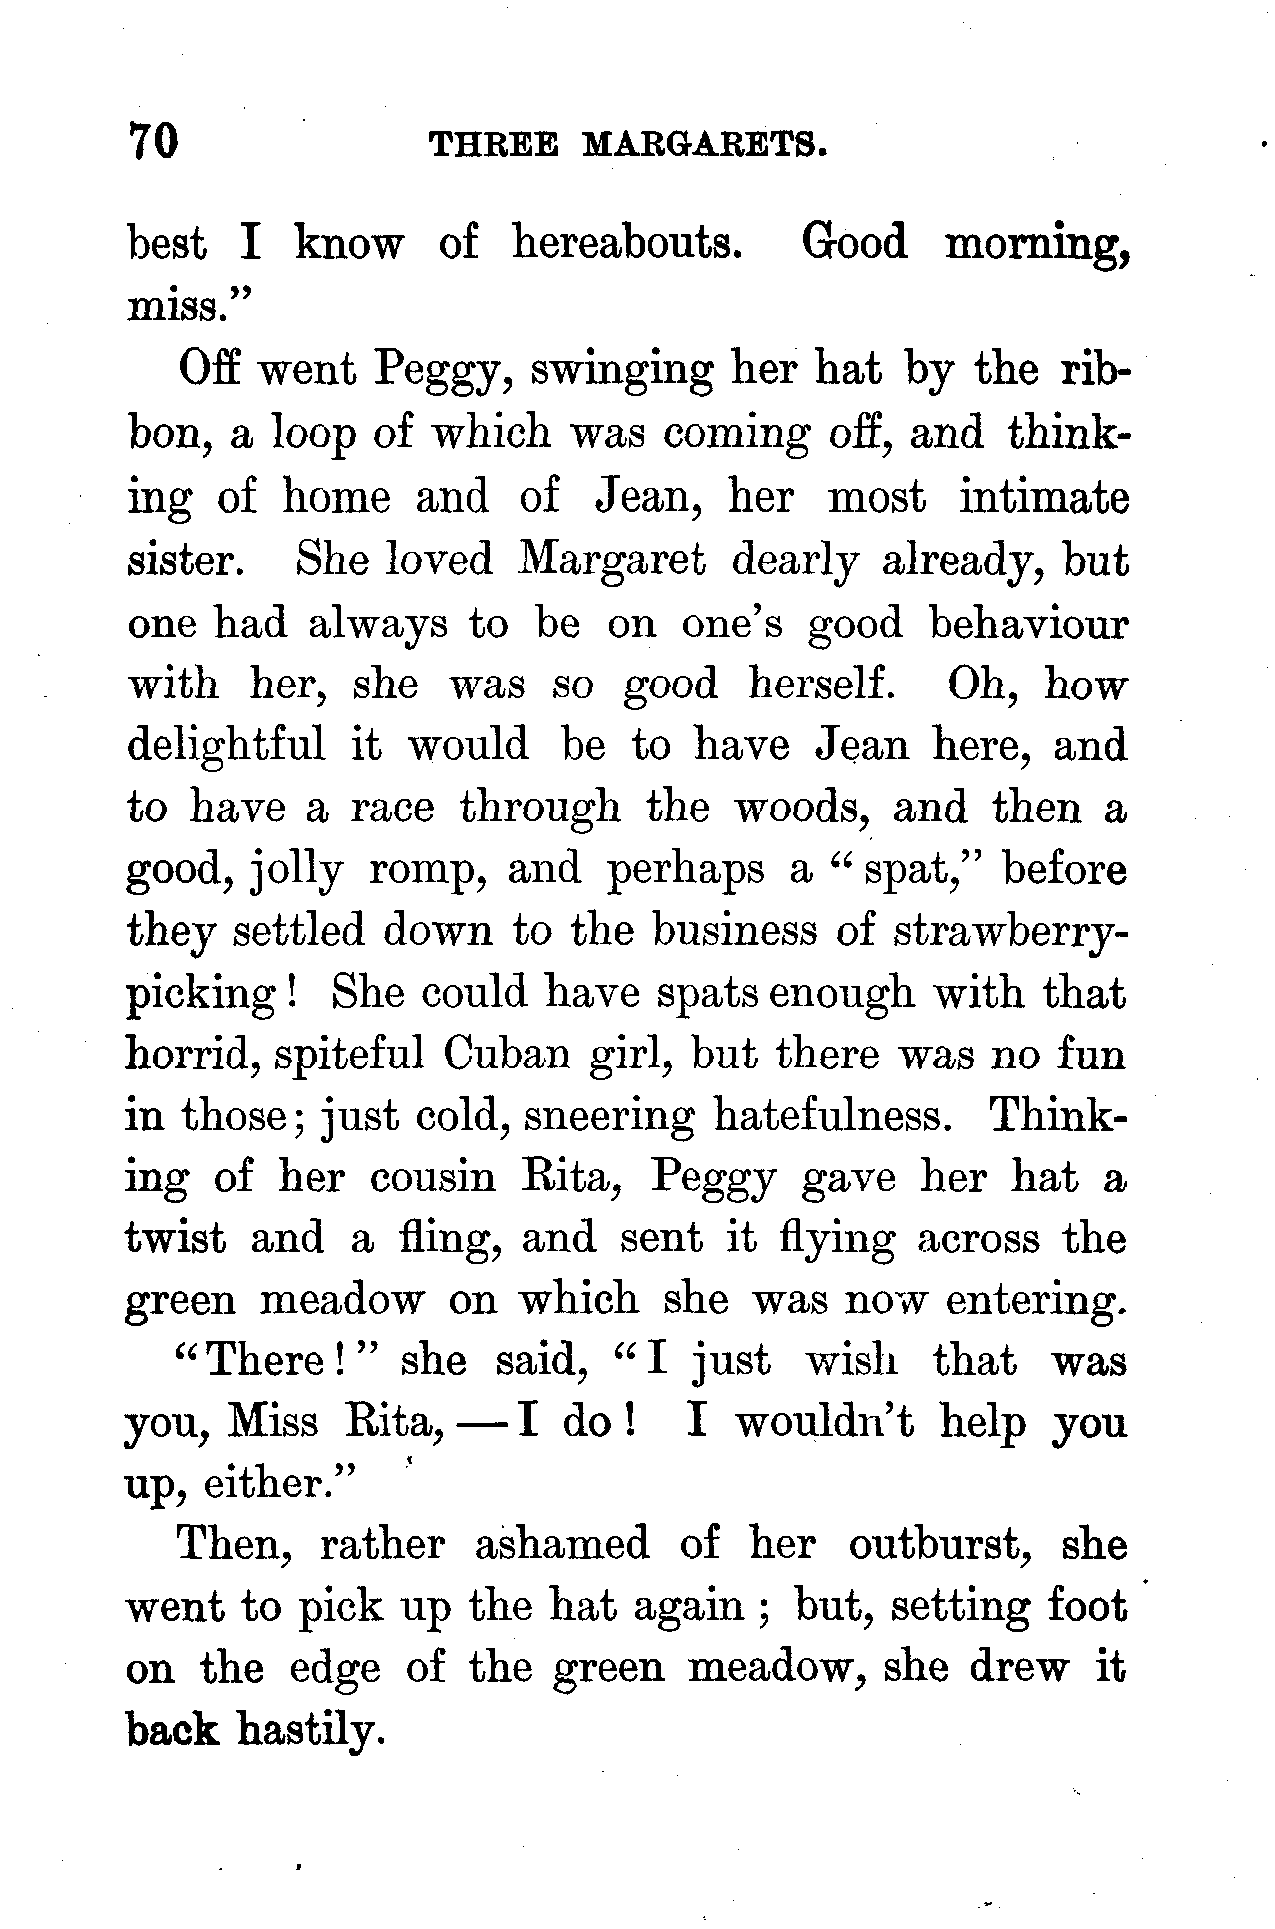 70 THREE MARGARETS.
best I know of hereabouts. Good morning,
miss."
Off went Peggy, swinging her hat by the rib-
bon, a loop of which was coming off, and think-
ing of home and of Jean, her most intimate
sister. She loved Margaret dearly already, but
one had always to be on one's good behaviour
with her, she was so good herself. Oh, how
delightful it would be to have Jean here, and
to have a race through the woods, and then a
good, jolly romp, and perhaps a "spat," before
they settled down to the business of strawberry-
picking! She could have spats enough with that
horrid, spiteful Cuban girl, but there was no fun
in those; just cold, sneering hatefulness. Think-
ing of her cousin Rita, Peggy gave her hat a
twist and a fling, and sent it flying across the
green meadow on which she was now entering.
"There!" she said, "I just wish that was
you, Miss Rita, — I do! I wouldn't help you
up, either."
Then, rather ashamed of her outburst, she
went to pick up the hat again; but, setting foot
on the edge of the green meadow, she drew it
back hastily.